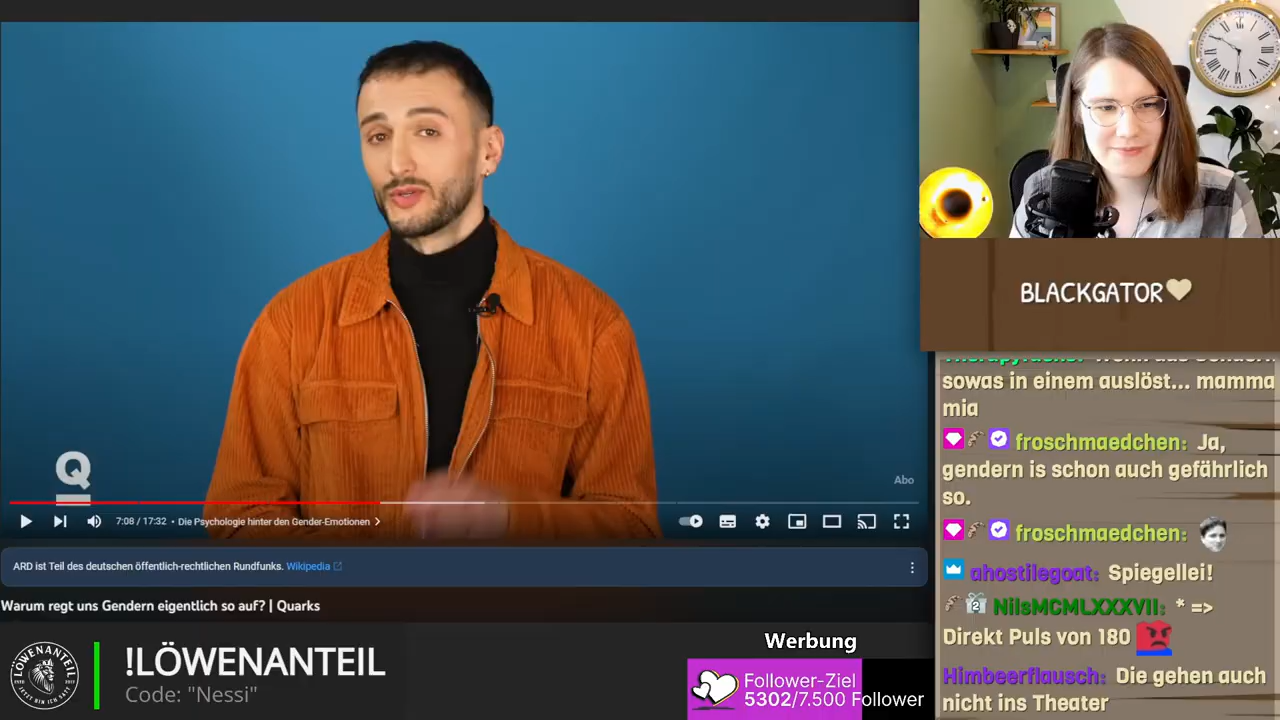 Q
Abo
7:08 / 17:32 • Die Psychologie hinter den Gender-Emotionen
ARD ist Teil des deutschen öffentlich-rechtlichen Rundfunks. Wikipedia
Warum regt uns Gendern eigentlich so auf? | Quarks
!LÖWENANTEIL
Code: "Nessi"
LÖWENANTEIL
Werbung
Follower-Ziel
5302/7.500 Follower
BLACKGATOR
sowas in einem auslöst... mamma
mia
froschmaedchen: Ja,
gendern is schon auch gefährlich
so.
froschmaedchen:
ahostilegoat: Spiegellei!
2 NilsMCMLXXXVII: * =>
Direkt Puls von 180
Himbeerflausch: Die gehen auch
nicht ins Theater